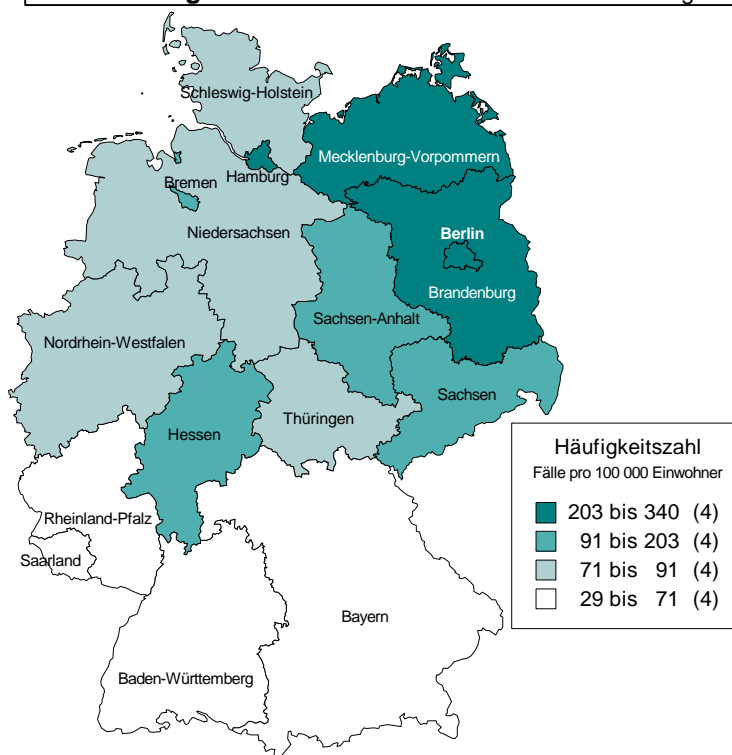 Schleswig-Holstein
Mecklenburg-Vorpommern
Hamburg
Bremen
Niedersachsen
Berlin
Brandenburg
Sachsen-Anhalt
Nordrhein-Westfalen
Sachsen
Thüringen
Hessen
Rheinland-Pfalz
Saarland
Bayern
Baden-Württemberg
Häufigkeitszahl
Fälle pro 100 000 Einwohner
203 bis 340 (4)
91 bis 203 (4)
71 bis 91 (4)
29 bis 71 (4)